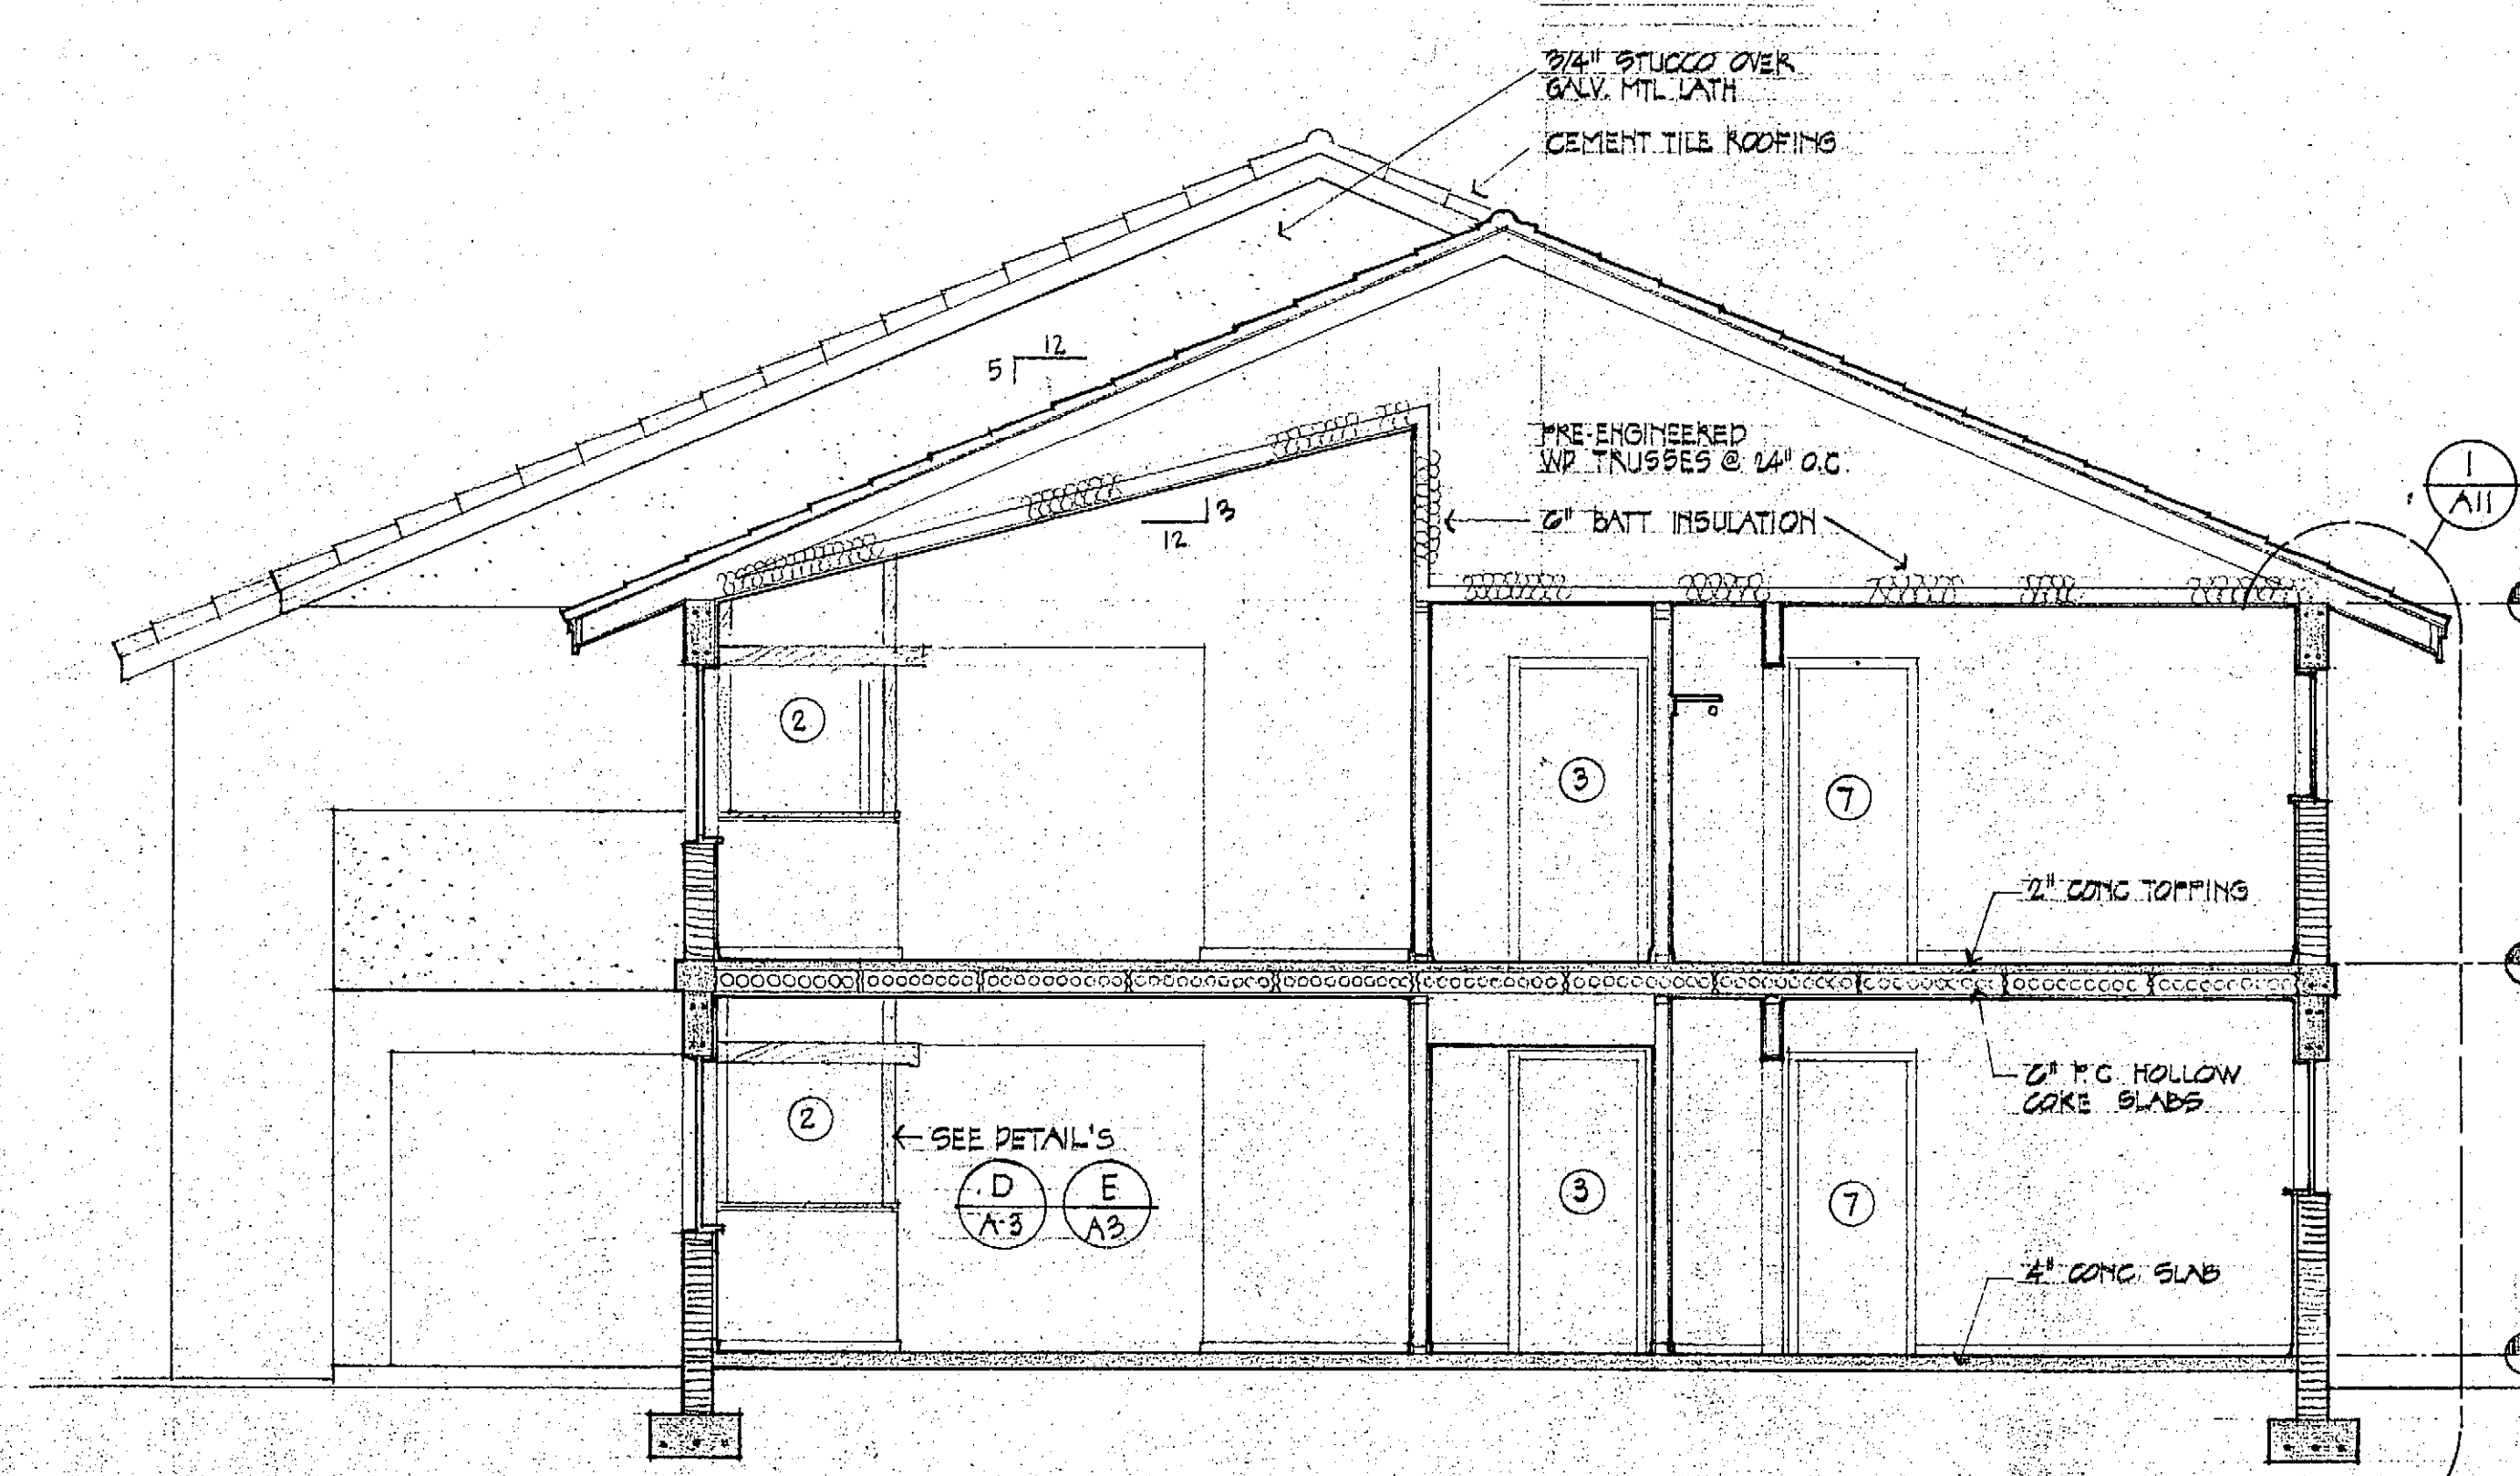 3/4" STUCCO OVER
GALV. MTL LATH
CEMENT TILE ROOFING
12
5
PRE-ENGINEERED
WD TRUSSES @ 24" O.C.
1
A11
3
12
6" BATT INSULATION
2
3
7
2" CONC TOPPING
6" P.C. HOLLOW
CORE SLABS
2
SEE DETAIL'S
D
A-3
E
A3
3
7
4" CONC. SLAB